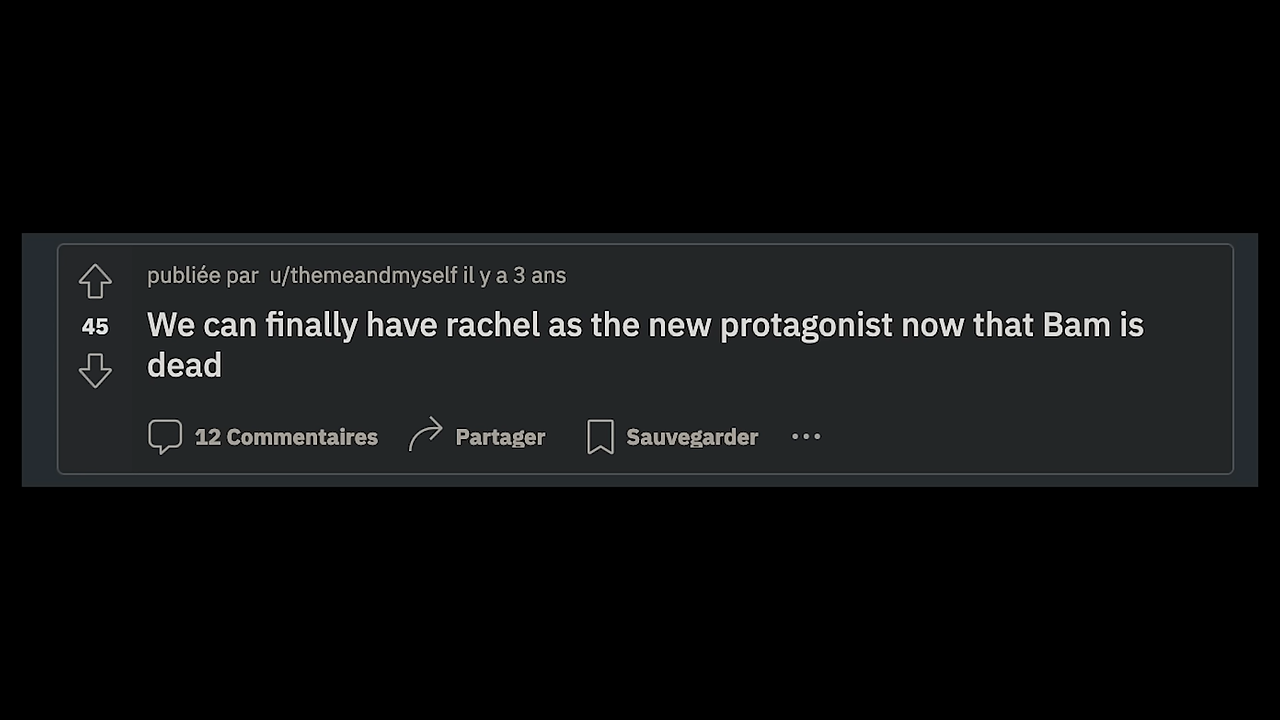 publiée par u/themeandmyself il y a 3 ans
45
We can finally have rachel as the new protagonist now that Bam is
dead
12 Commentaires Partager Sauvegarder